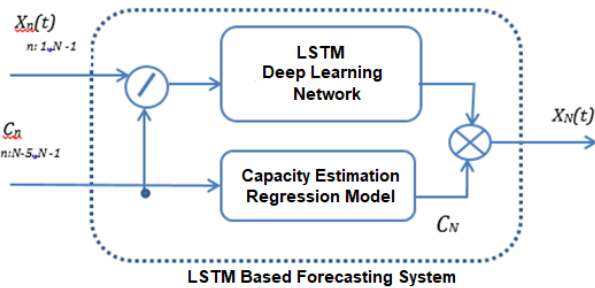 Xn(t)
n: 1,.,N-1
LSTM
Deep Learning
Network
XN(t)
Cn
n:N-5,.,N-1
Capacity Estimation
Regression Model
CN
LSTM Based Forecasting System